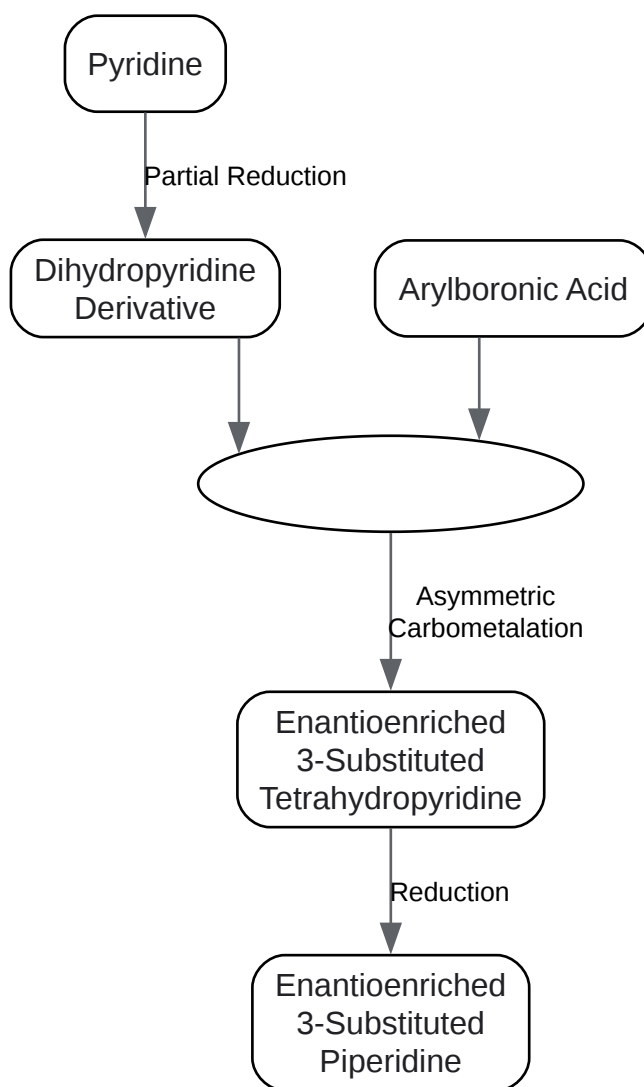 Pyridine
Partial Reduction
Dihydropyridine
Derivative
Arylboronic Acid
Asymmetric
Carbometalation
Enantioenriched
3-Substituted
Tetrahydropyridine
Reduction
Enantioenriched
3-Substituted
Piperidine